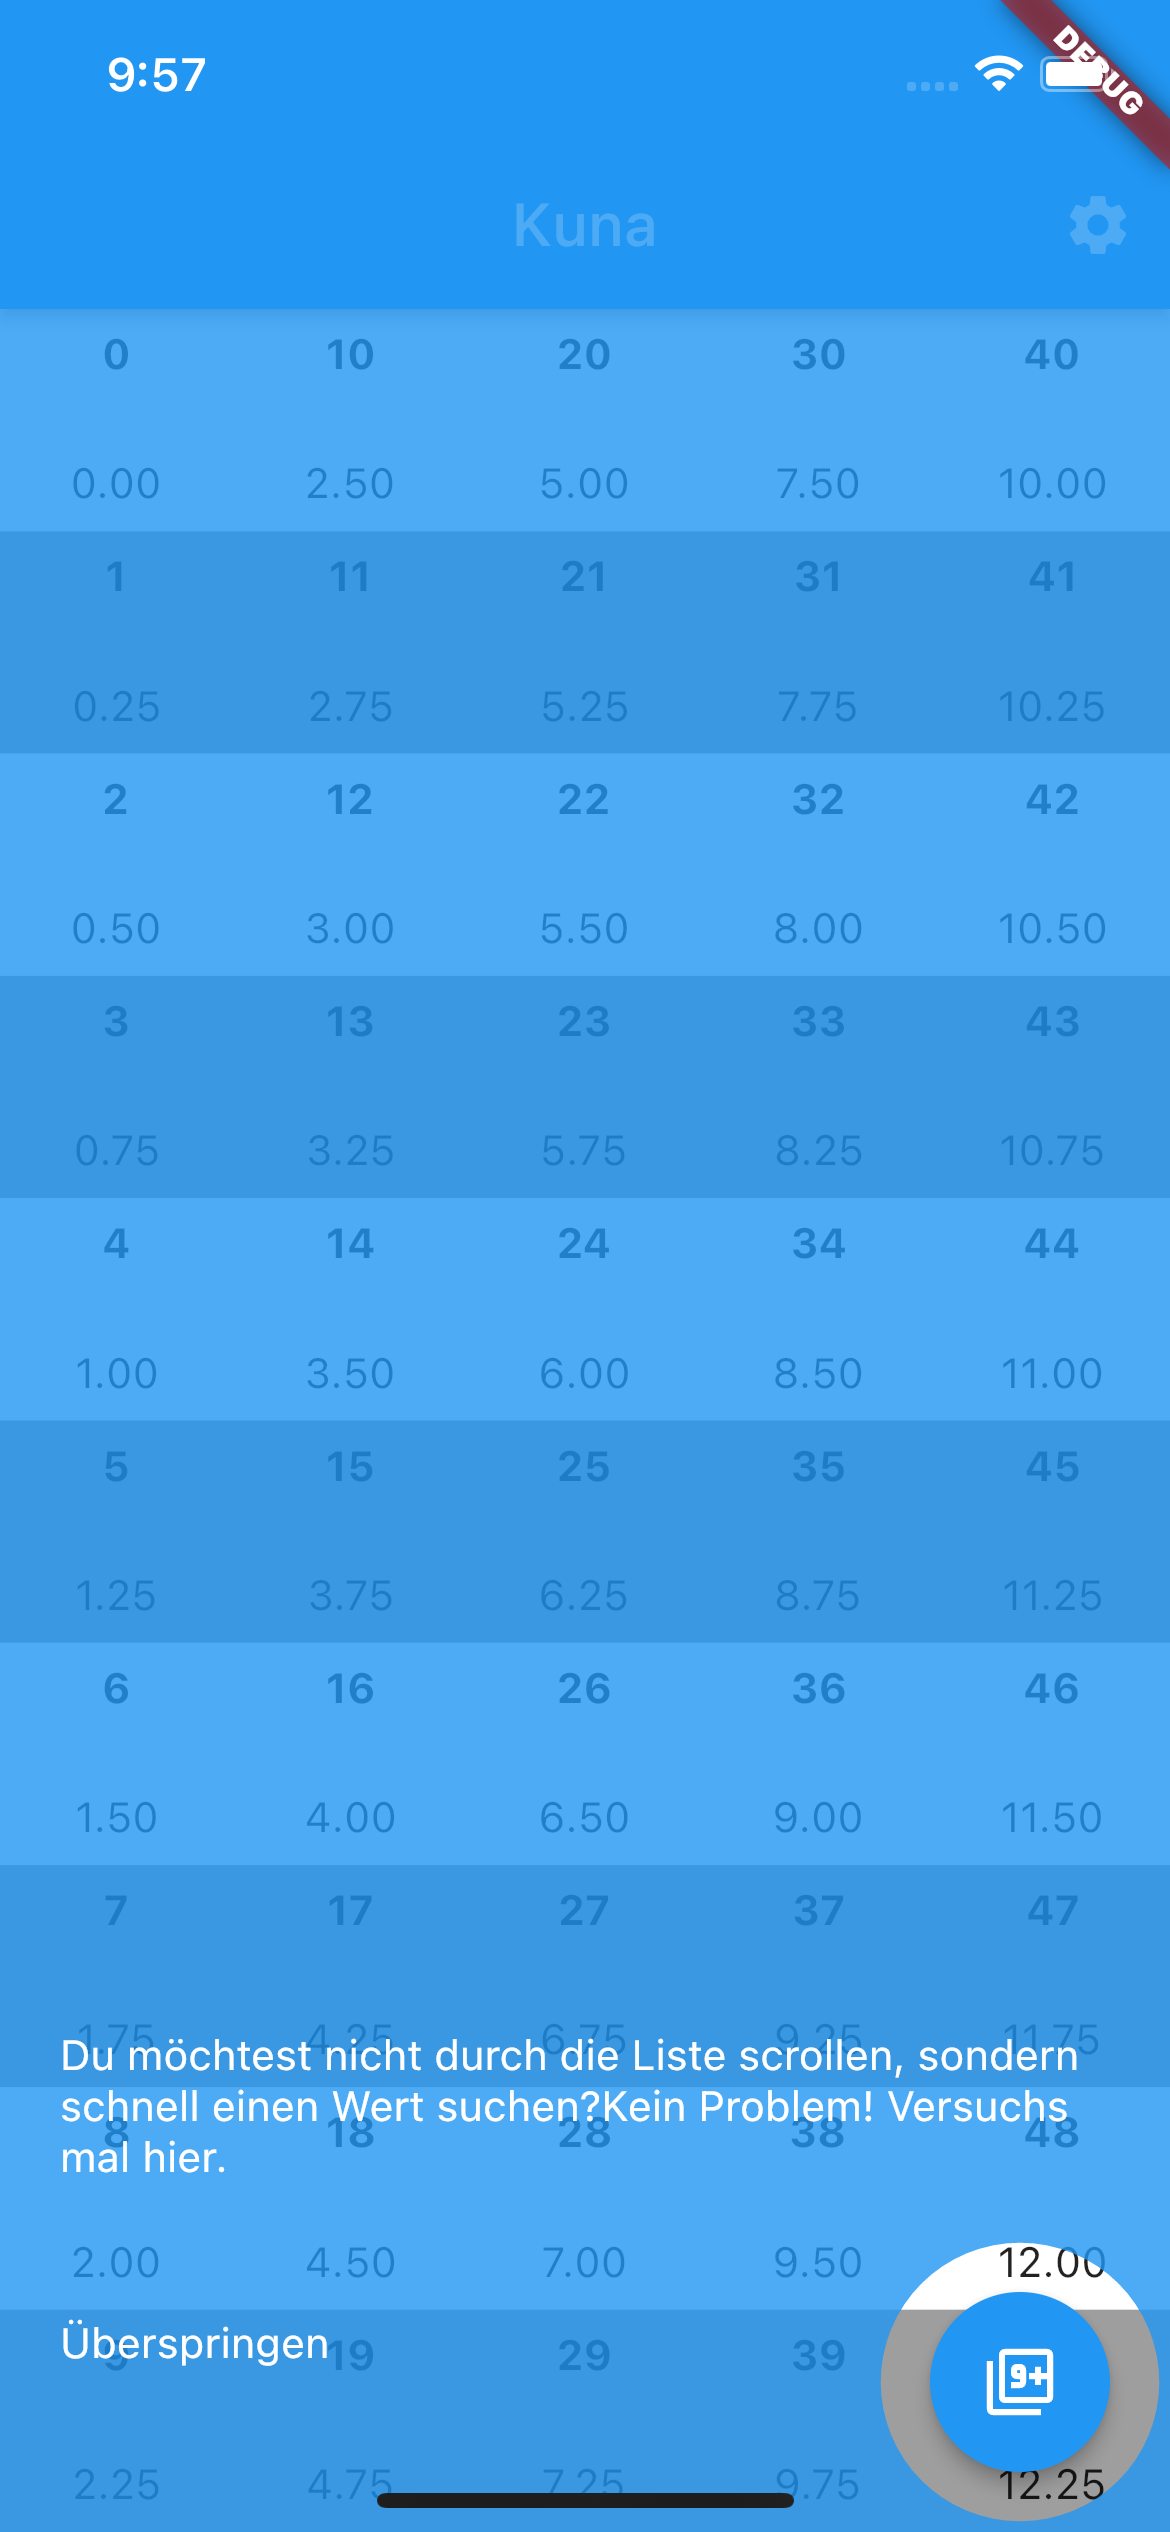 9:57
DEBUG
Kuna
0 10 20 30 40
0.00 2.50 5.00 7.50 10.00
1 11 21 31 41
0.25 2.75 5.25 7.75 10.25
2 12 22 32 42
0.50 3.00 5.50 8.00 10.50
3 13 23 33 43
0.75 3.25 5.75 8.25 10.75
4 14 24 34 44
1.00 3.50 6.00 8.50 11.00
5 15 25 35 45
1.25 3.75 6.25 8.75 11.25
6 16 26 36 46
1.50 4.00 6.50 9.00 11.50
7 17 27 37 47
1.75 4.25 6.75 9.25 11.75
Du möchtest nicht durch die Liste scrollen, sondern
schnell einen Wert suchen?Kein Problem! Versuchs
8 18 28 38 48
mal hier.
2.00 4.50 7.00 9.50 12.00
Überspringen
9 19 29 39
9+
2.25 4.75 7.25 9.75 12.25